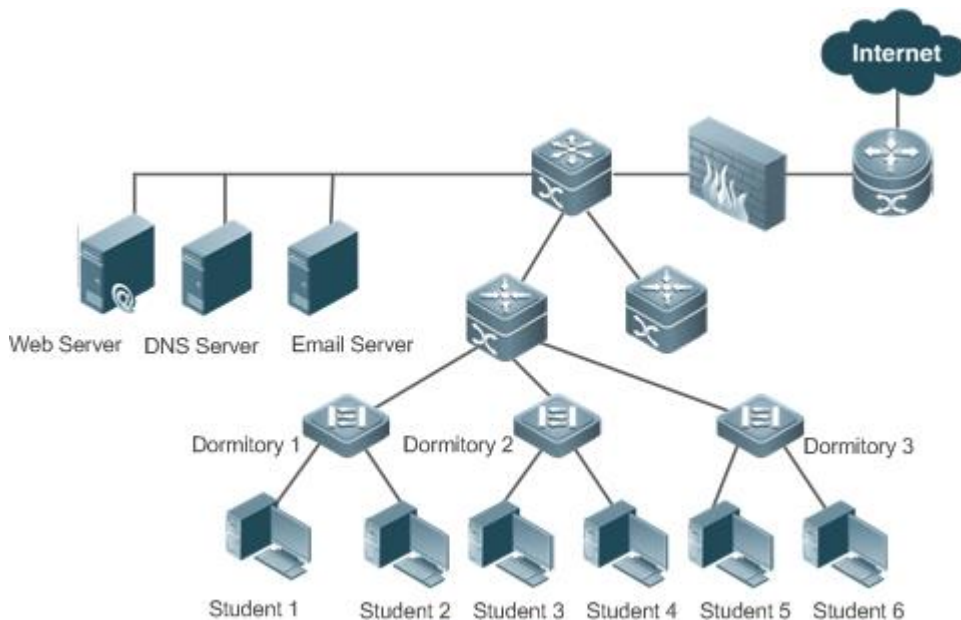 Internet
Web Server
DNS Server
Email Server
Dormitory 1
Dormitory 2
Dormitory 3
Student 1
Student 2
Student 3
Student 4
Student 5
Student 6